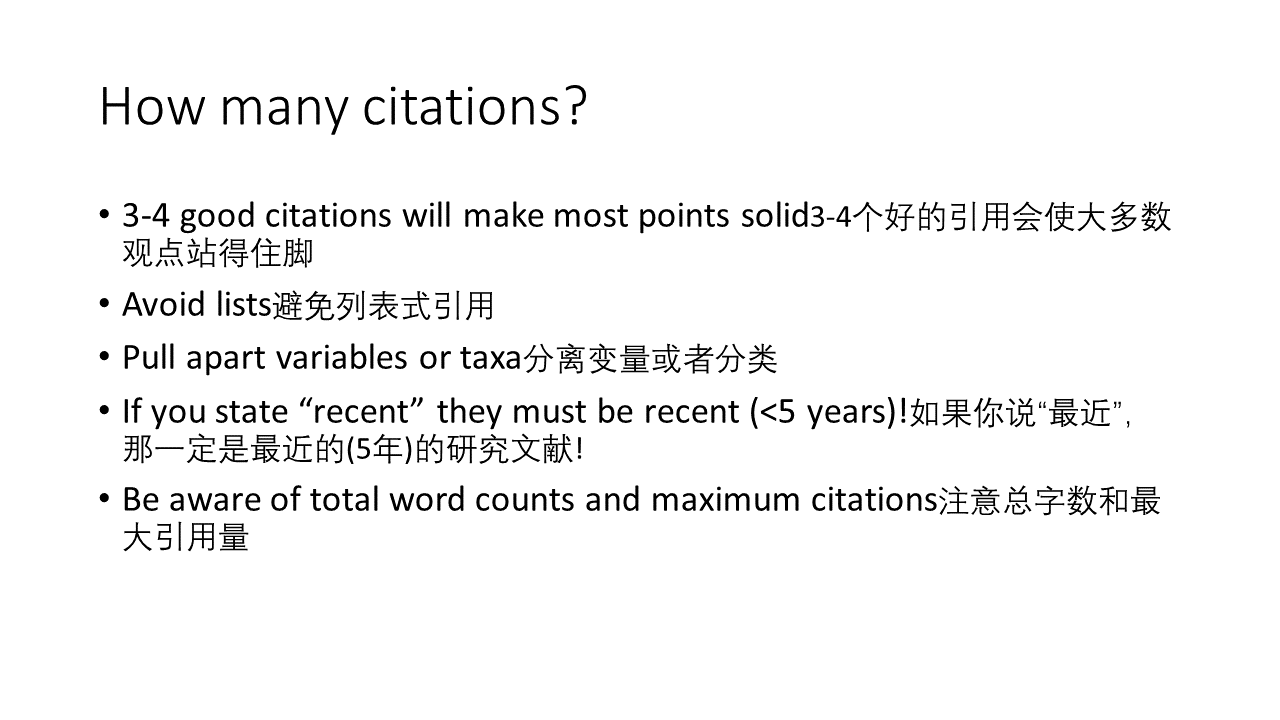 How many citations?
• 3-4 good citations will make most points solid3-4个好的引用会使大多数
观点站得住脚
• Avoid lists避免列表式引用
• Pull apart variables or taxa分离变量或者分类
• If you state “recent” they must be recent (<5 years)!如果你说“最近”,
那一定是最近的(5年)的研究文献!
• Be aware of total word counts and maximum citations注意总字数和最
大引用量